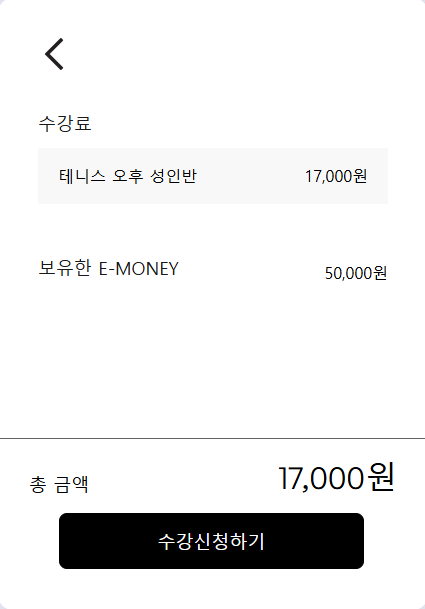 수강료
테니스 오후 성인반 17,000원
보유한 E-MONEY 50,000원
총 금액 17,000원
수강신청하기